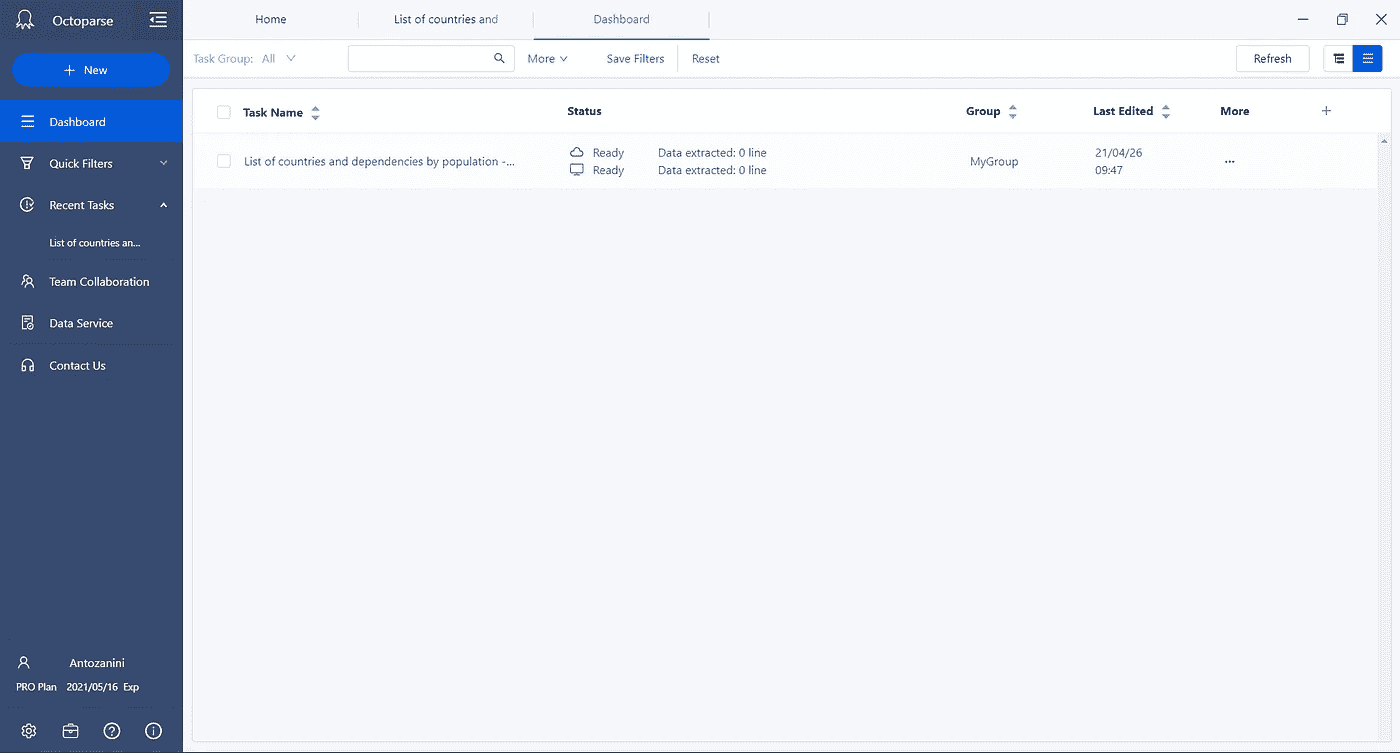 Octoparse
Home
List of countries and
Dashboard
Task Group: All
More
Save Filters
Reset
Refresh
New
Dashboard
Quick Filters
Recent Tasks
List of countries an...
Team Collaboration
Data Service
Contact Us
Task Name
Status
Group
Last Edited
More
List of countries and dependencies by population -...
Ready Data extracted: 0 line
Ready Data extracted: 0 line
MyGroup
21/04/26
09:47
Antozanini
PRO Plan 2021/05/16 Exp